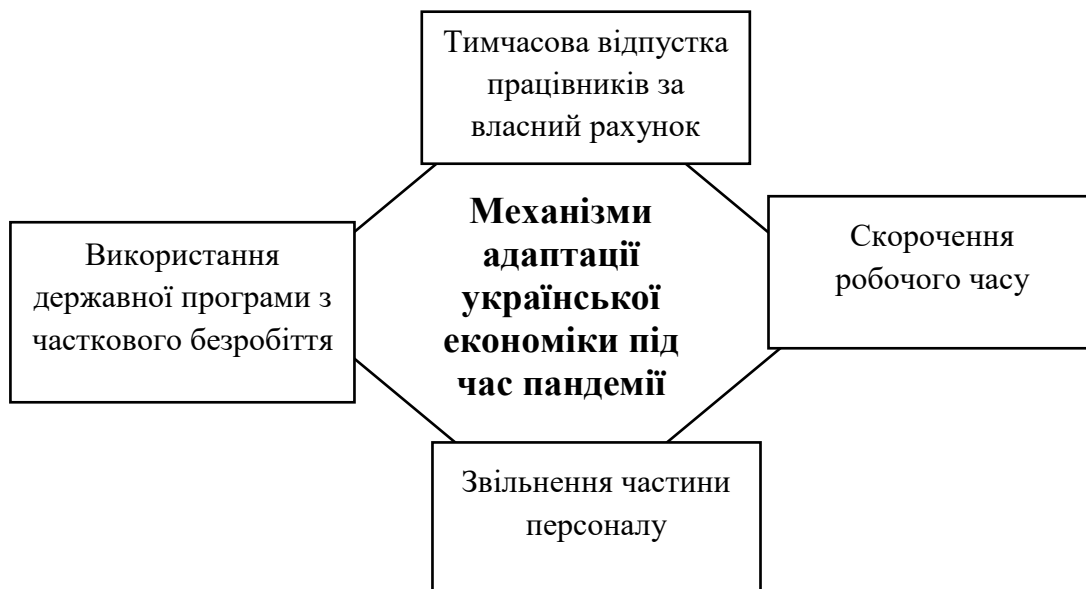 Тимчасова відпустка
працівників за
власний рахунок
Механізми
адаптації
української
економіки під
час пандемії
Використання
державної програми з
часткового безробіття
Скорочення
робочого часу
Звільнення частини
персоналу